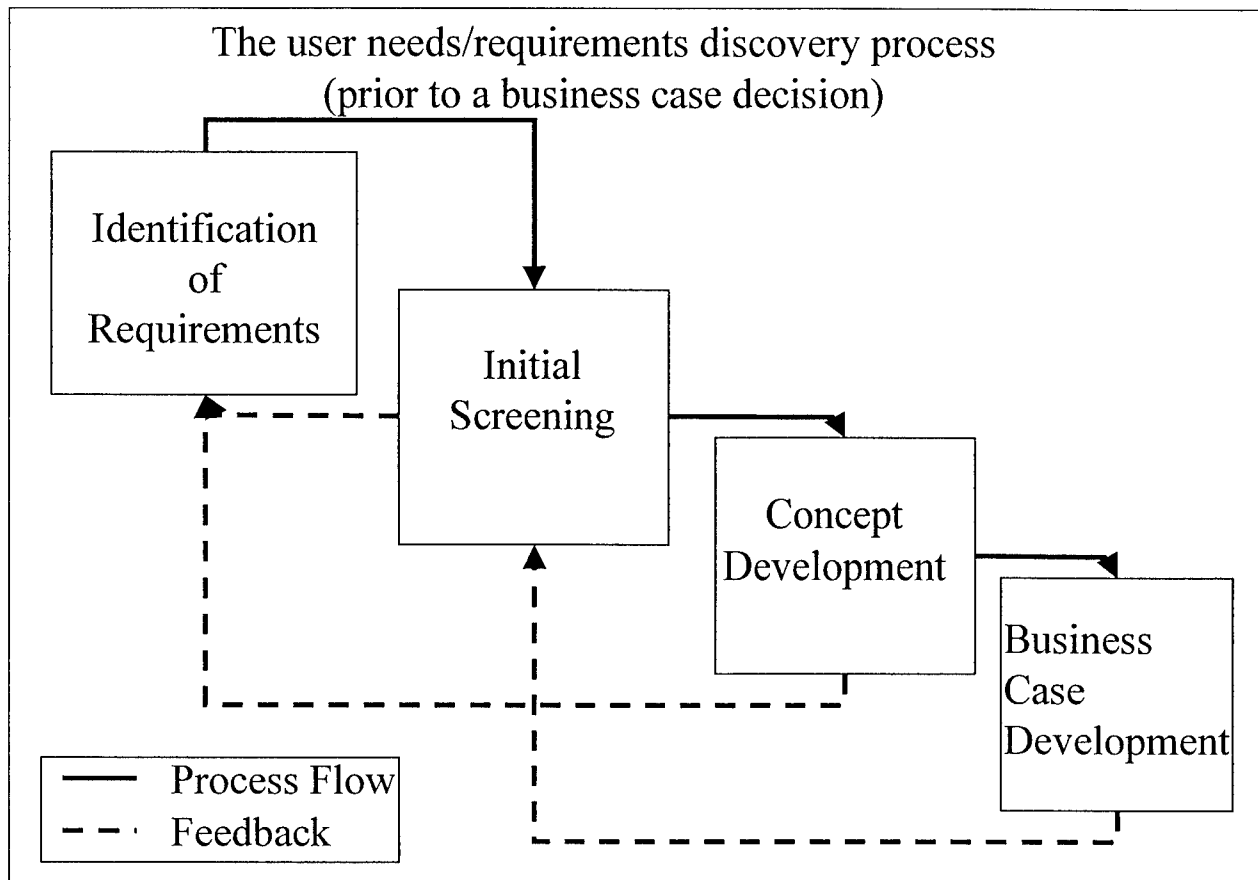 The user needs/requirements discovery process
(prior to a business case decision)
Identification
of
Requirements
Initial
Screening
Concept
Development
Business
Case
Development
Process Flow
Feedback